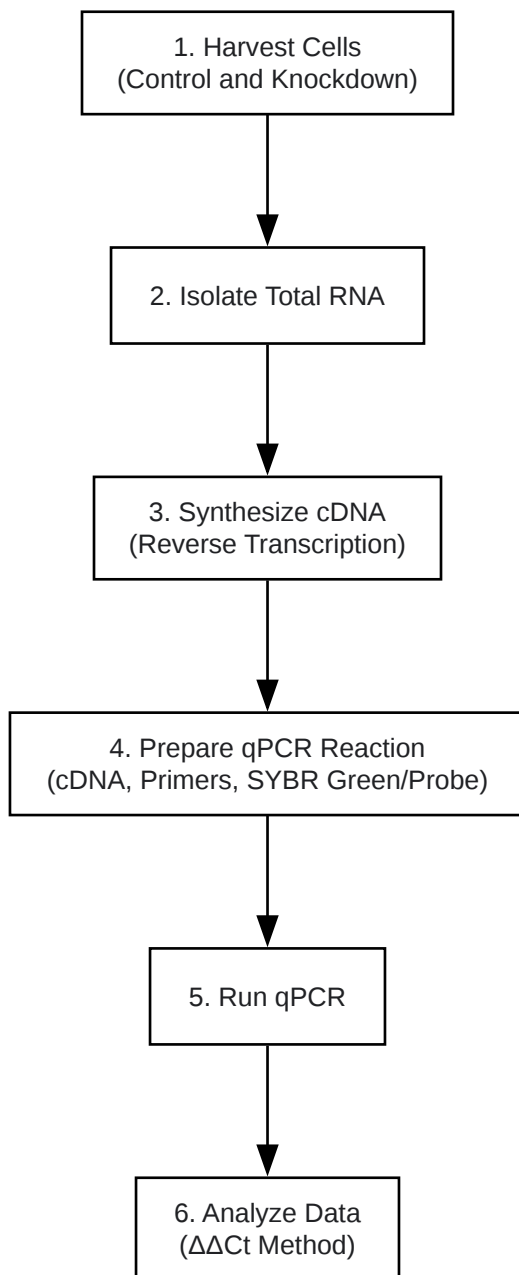 1. Harvest Cells
(Control and Knockdown)
2. Isolate Total RNA
3. Synthesize cDNA
(Reverse Transcription)
4. Prepare qPCR Reaction
(cDNA, Primers, SYBR Green/Probe)
5. Run qPCR
6. Analyze Data
(ΔΔCt Method)